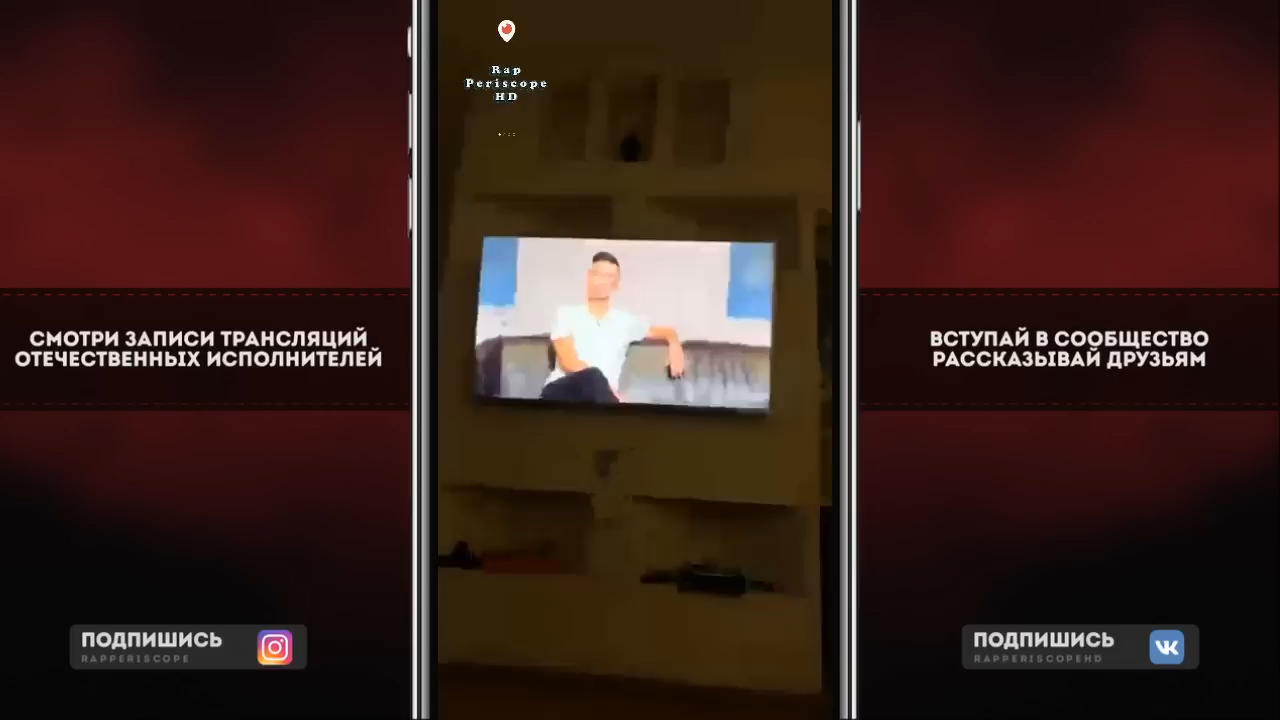 Rap
Periscope
HD
СМОТРИ ЗАПИСИ ТРАНСЛЯЦИЙ
ОТЕЧЕСТВЕННЫХ ИСПОЛНИТЕЛЕЙ
ВСТУПАЙ В СООБЩЕСТВО
РАССКАЗЫВАЙ ДРУЗЬЯМ
ПОДПИШИСЬ
RAPPERISCOPE
ПОДПИШИСЬ
RAPPERISCOPEHD